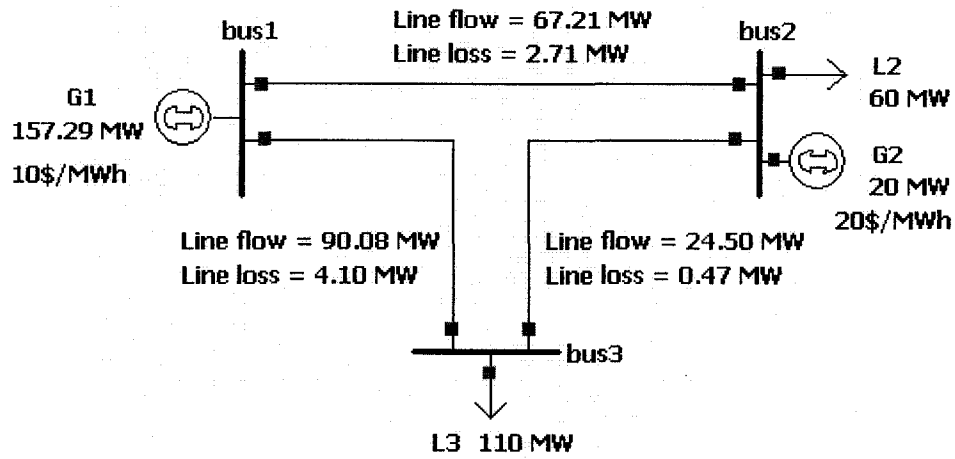 Line flow = 67.21 MW
Line loss = 2.71 MW
bus1
bus2
G1
157.29 MW
10$/MWh
L2
60 MW
G2
20 MW
20$/MWh
Line flow = 90.08 MW
Line loss = 4.10 MW
Line flow = 24.50 MW
Line loss = 0.47 MW
bus3
L3 110 MW